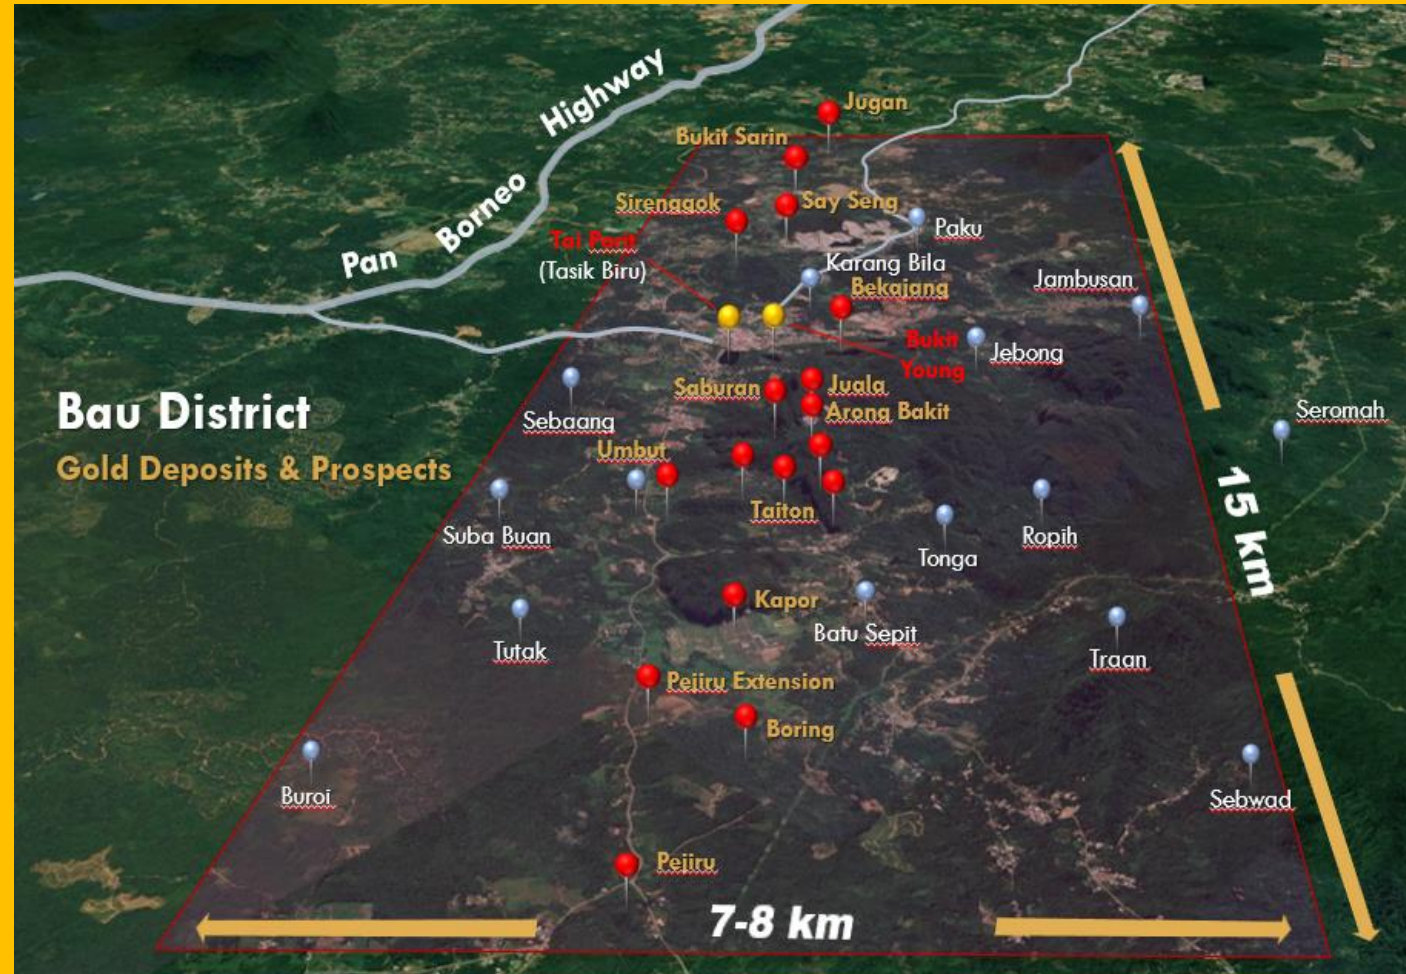 Pan Borneo Highway
Jugan
Bukit Sarin
Sirenggok
Say Seng
Paku
Tai Parit
(Tasik Biru)
Karang Bila
Bekajang
Jambusan
Bukit
Young
Jebong
Saburan
Juala
Arong Bakit
Bau District
Gold Deposits & Prospects
Sebaang
Seromah
Umbut
Taiton
Suba Buan
Ropih
Tonga
15 km
Kapor
Batu Sepit
Tutak
Traan
Pejiru Extension
Boring
Buroi
Sebwad
Pejiru
7-8 km